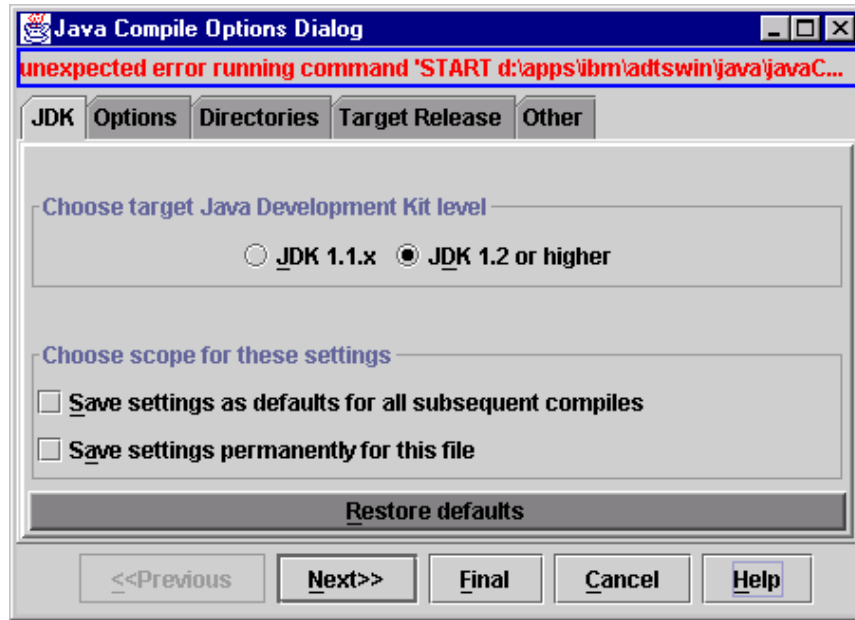 Java Compile Options Dialog
unexpected error running command 'START d:\apps\ibm\adtswin\java\javaC...
JDK Options Directories Target Release Other
Choose target Java Development Kit level
JDK 1.1.x JDK 1.2 or higher
Choose scope for these settings
Save settings as defaults for all subsequent compiles
Save settings permanently for this file
Restore defaults
<<Previous Next>> Final Cancel Help